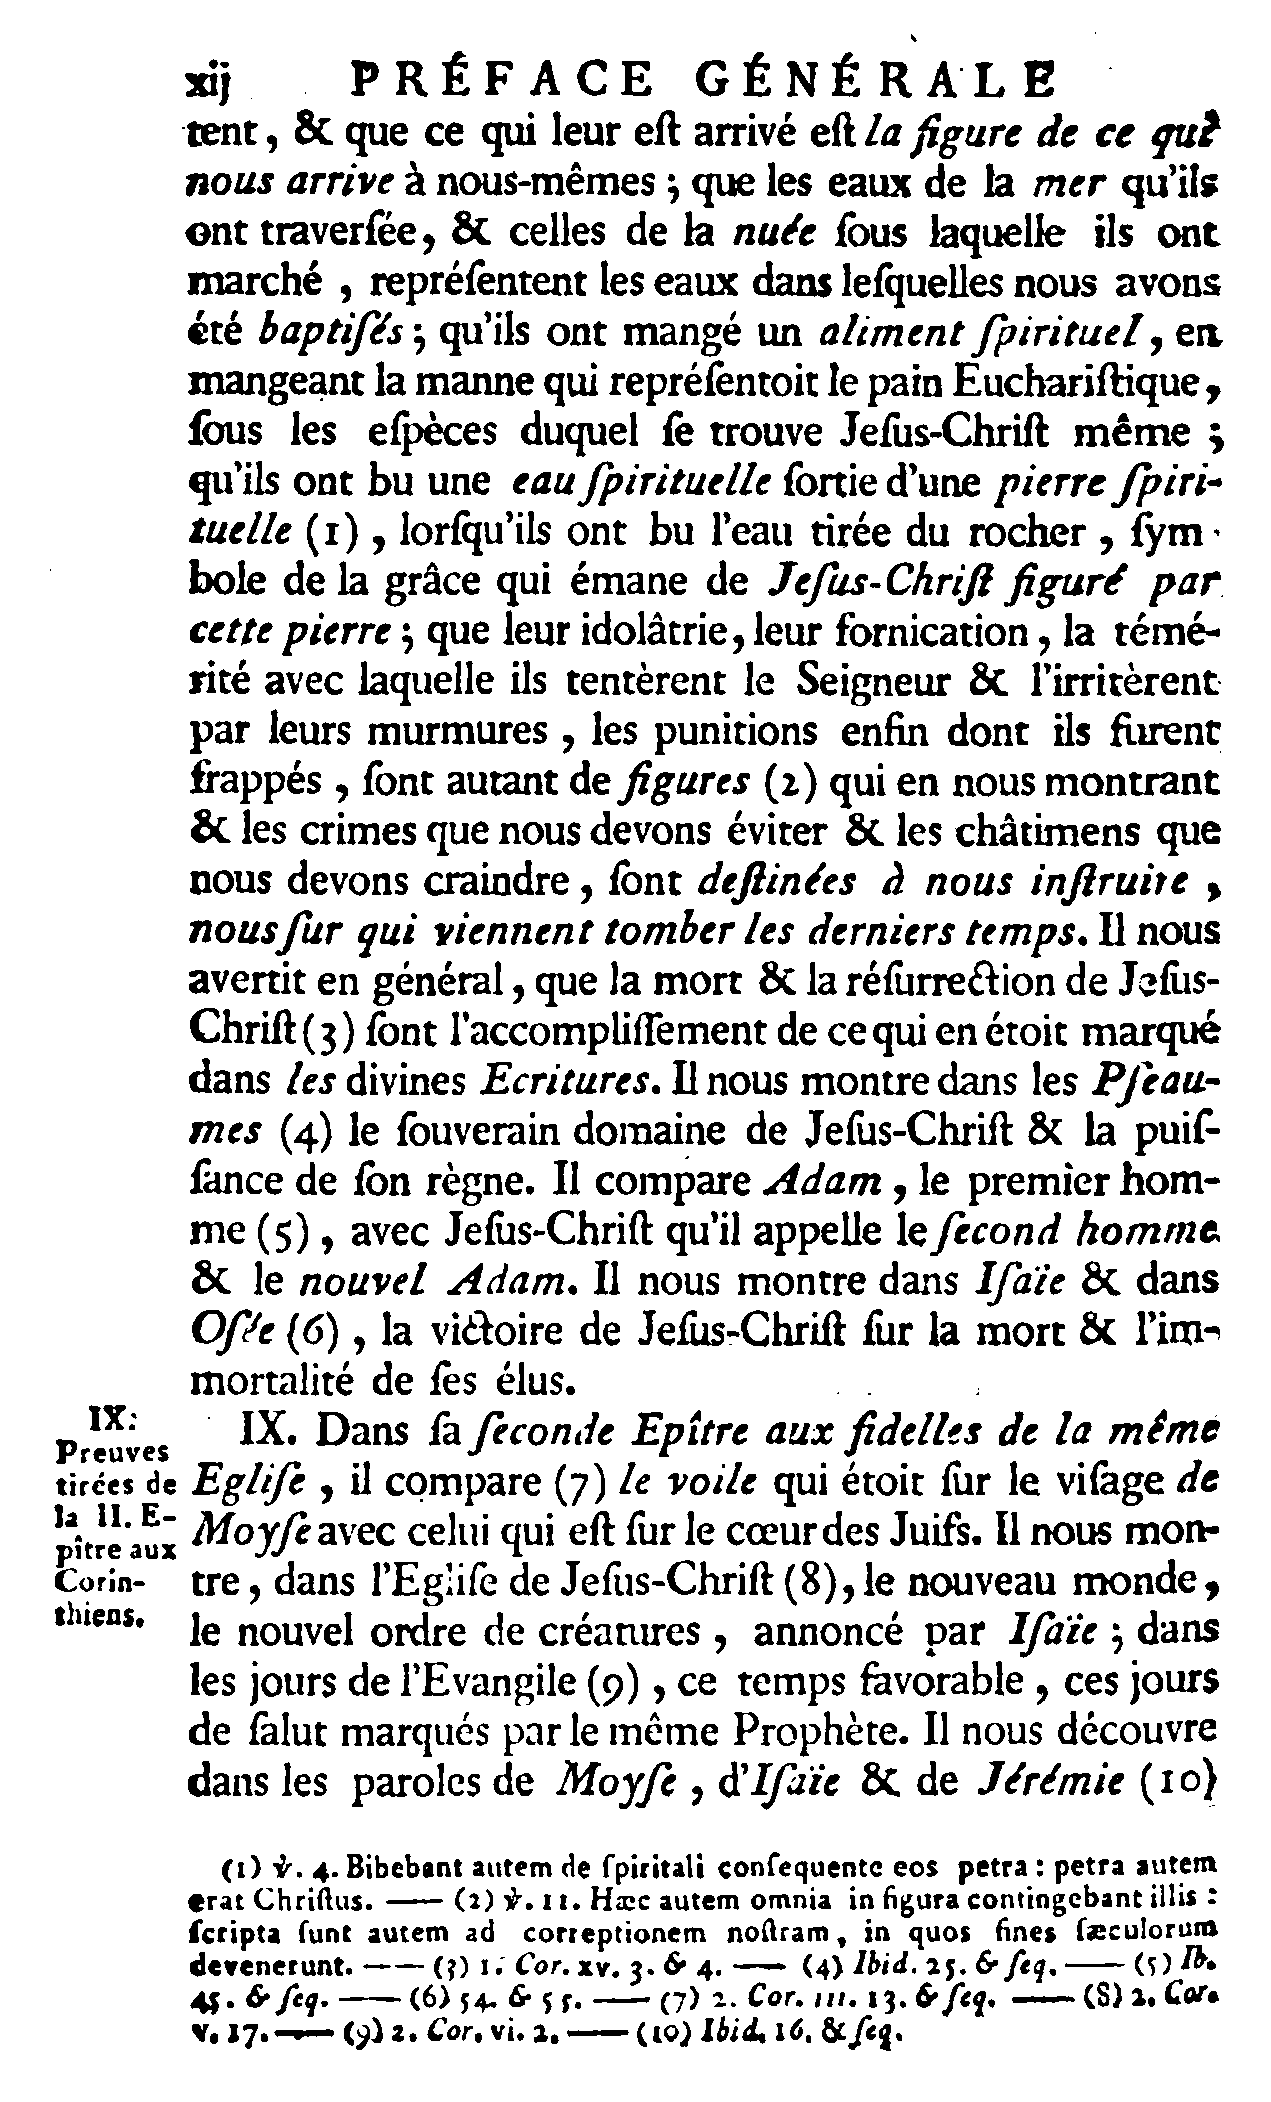 xij PRÉFACE GÉNÉRALE
tent, & que ce qui leur eſt arrivé eſt la figure de ce qui
nous arrive à nous-mêmes ; que les eaux de la mer qu'ils
ont traverſée, & celles de la nuée ſous laquelle ils ont
marché , repréſentent les eaux dans leſquelles nous avons
été baptiſés ; qu'ils ont mangé un aliment ſpirituel , en
mangeant la manne qui repréſentoit le pain Euchariſtique,
ſous les eſpèces duquel ſe trouve Jeſus-Chriſt même ;
qu'ils ont bu une eau ſpirituelle ſortie d'une pierre ſpiri-
tuelle (1) , lorſqu'ils ont bu l'eau tirée du rocher , ſym-
bole de la grâce qui émane de Jeſus-Chriſt figuré par
cette pierre ; que leur idolâtrie, leur fornication , la témé-
rité avec laquelle ils tentèrent le Seigneur & l'irritèrent
par leurs murmures , les punitions enfin dont ils furent
frappés , ſont autant de figures (2) qui en nous montrant
& les crimes que nous devons éviter & les châtimens que
nous devons craindre , ſont deſtinées à nous inſtruire ,
nous ſur qui viennent tomber les derniers temps. Il nous
avertit en général , que la mort & la réſurrection de Jeſus-
Chriſt (3) ſont l'accompliſſement de ce qui en étoit marqué
dans les divines Ecritures. Il nous montre dans les Pſeau-
mes (4) le ſouverain domaine de Jeſus-Chriſt & la puiſ-
ſance de ſon règne. Il compare Adam , le premier hom-
me (5) , avec Jeſus-Chriſt qu'il appelle le ſecond homme
& le nouvel Adam. Il nous montre dans Iſaïe & dans
Oſée (6) , la victoire de Jeſus-Chriſt ſur la mort & l'im-
mortalité de ſes élus.
IX.
Preuves
tirées de
la II. E-
pître aux
Corin-
thiens.
IX. Dans ſa ſeconde Epître aux fidelles de la même
Egliſe , il compare (7) le voile qui étoit ſur le viſage de
Moyſe avec celui qui eſt ſur le cœur des Juifs. Il nous mon-
tre, dans l'Egliſe de Jeſus-Chriſt (8), le nouveau monde ,
le nouvel ordre de créatures , annoncé par Iſaïe ; dans
les jours de l'Evangile (9) , ce temps favorable , ces jours
de ſalut marqués par le même Prophète. Il nous découvre
dans les paroles de Moyſe , d'Iſaïe & de Jérémie (10)
(1) ℣. 4. Bibebant autem de ſpiritali conſequente eos petra : petra autem
erat Chriſtus. —— (2) ℣. 11. Hæc autem omnia in figura contingebant illis :
ſcripta ſunt autem ad correptionem noſtram, in quos fines ſæculorum
devenerunt. —— (3) 1. Cor. xv. 3. & 4. —— (4) Ibid. 25. & ſeq. —— (5) Ib.
45. & ſeq. —— (6) 54. & 55. —— (7) 2. Cor. III. 13. & ſeq. —— (8) 2. Cor.
v. 17. —— (9) 2. Cor. vi. 2. —— (10) Ibid. 16. & ſeq.